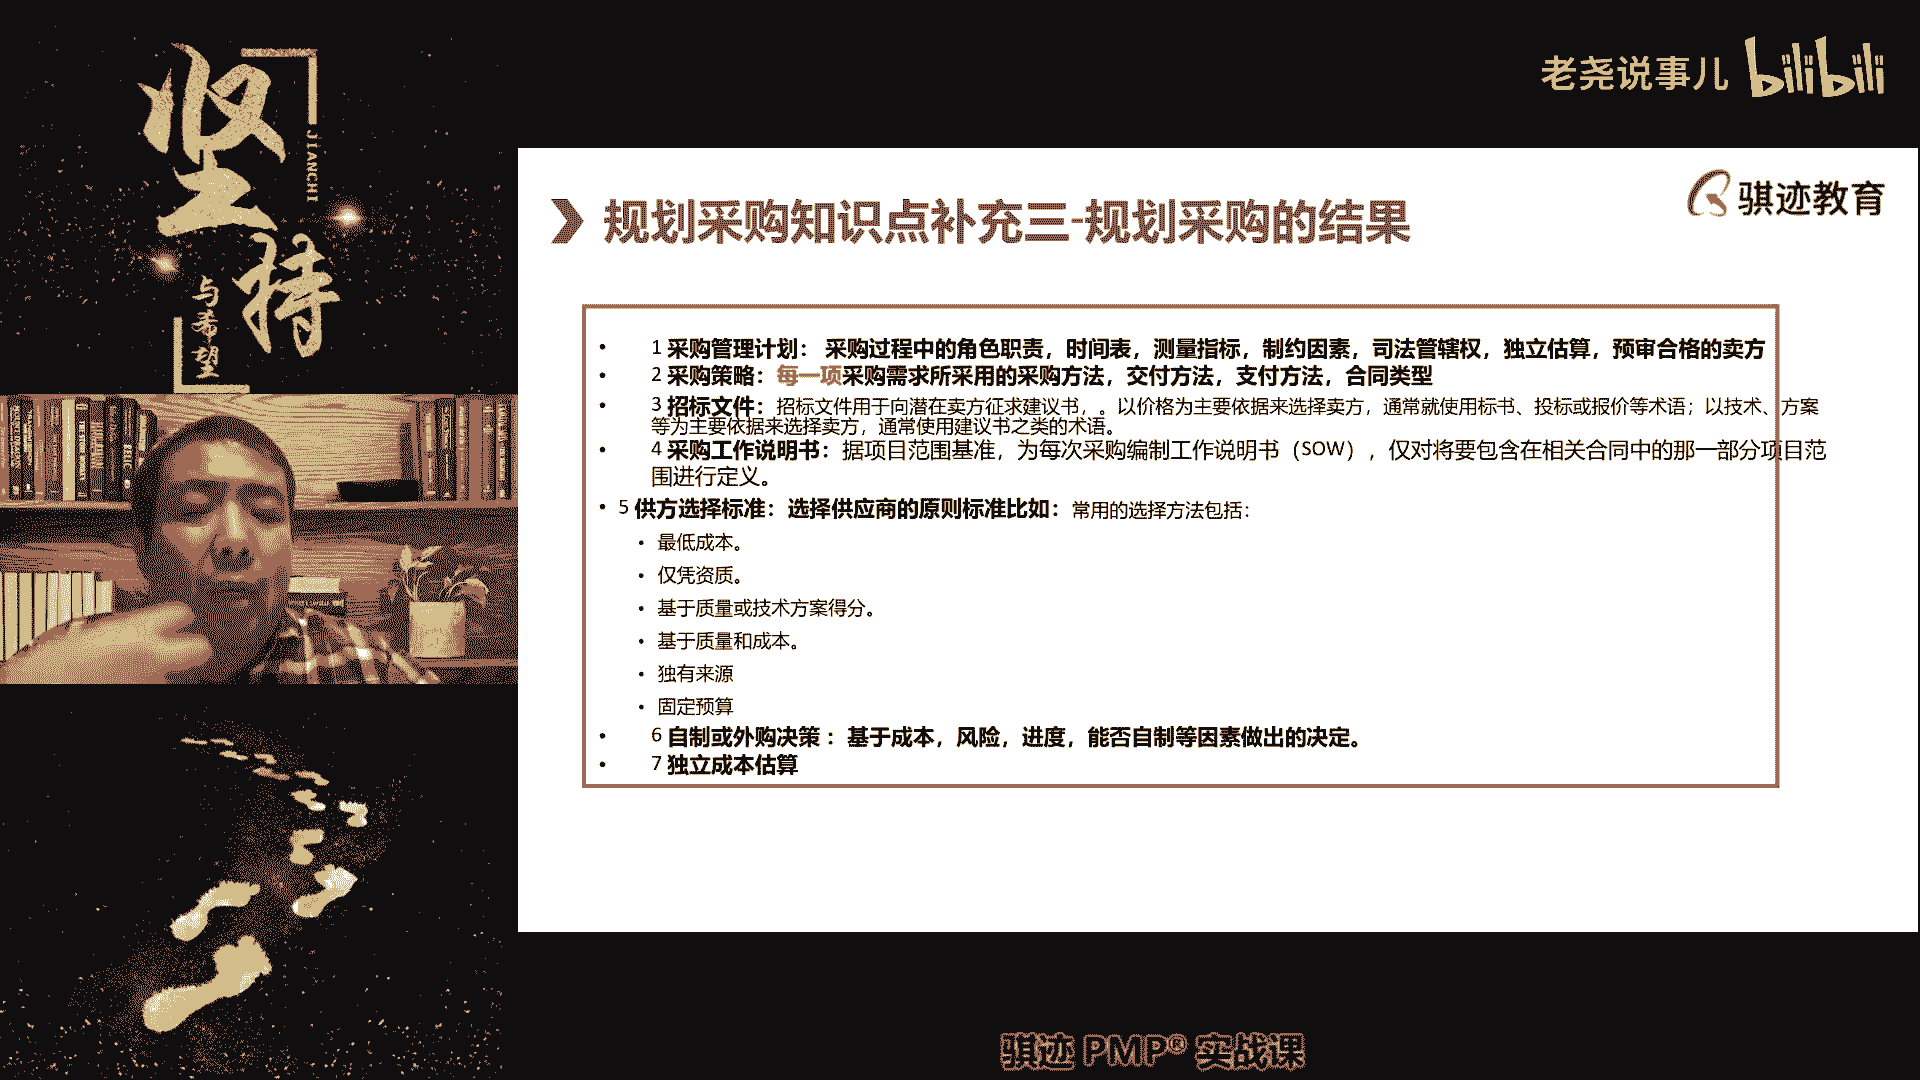 坚持
JIANCHI
与希望
老尧说事儿 bilibili
骐迹教育
规划采购知识点补充三-规划采购的结果
• 1 采购管理计划： 采购过程中的角色职责，时间表，测量指标，制约因素，司法管辖权，独立估算，预审合格的卖方
• 2 采购策略：每一项采购需求所采用的采购方法，交付方法，支付方法，合同类型
• 3 招标文件：招标文件用于向潜在卖方征求建议书，。以价格为主要依据来选择卖方，通常就使用标书、投标或报价等术语；以技术、方案
等为主要依据来选择卖方，通常使用建议书之类的术语。
• 4 采购工作说明书：据项目范围基准，为每次采购编制工作说明书（SOW），仅对将要包含在相关合同中的那一部分项目范
围进行定义。
• 5 供方选择标准：选择供应商的原则标准比如：常用的选择方法包括：
• 最低成本。
• 仅凭资质。
• 基于质量或技术方案得分。
• 基于质量和成本。
• 独有来源
• 固定预算
• 6 自制或外购决策 ：基于成本，风险，进度，能否自制等因素做出的决定。
• 7 独立成本估算
骐迹 PMP® 实战课